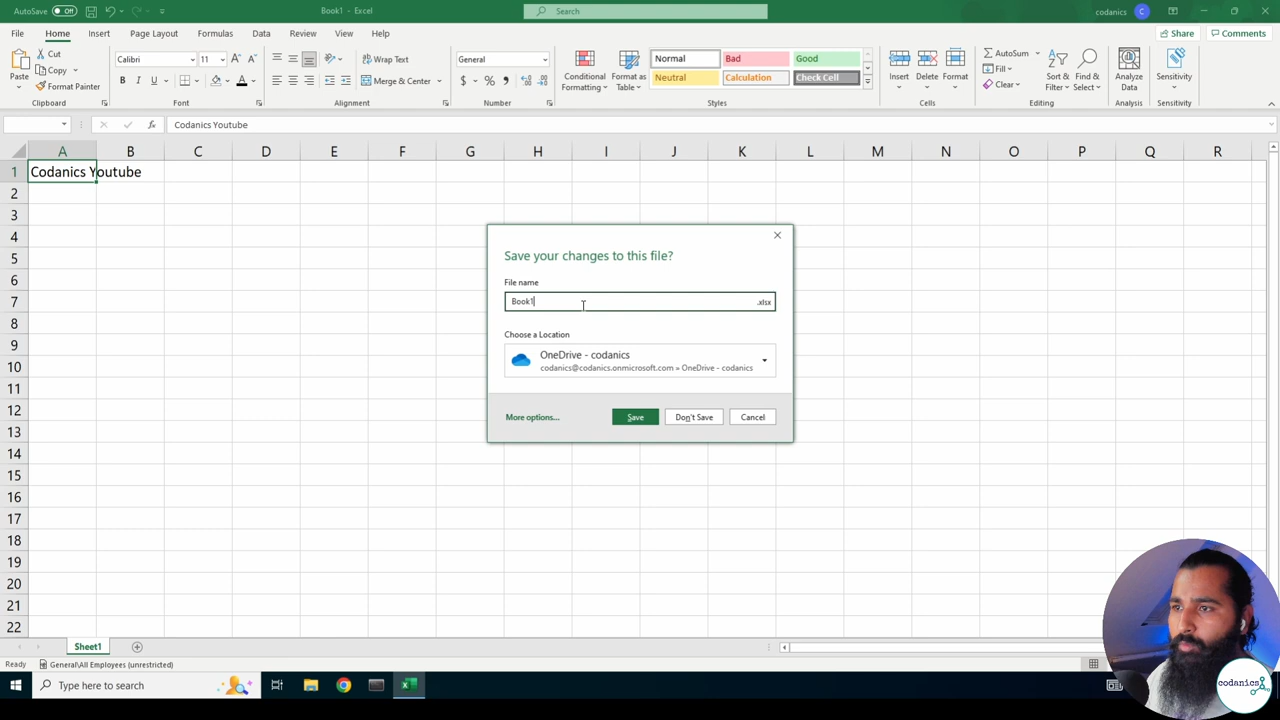 AutoSave Off
Book1 - Excel
Search
codanics C
File Home Insert Page Layout Formulas Data Review View Help
Share Comments
Paste
Cut
Copy
Format Painter
Clipboard
Calibri 11
B I U
Font
Wrap Text
Merge & Center
Alignment
General
$ % ,
Number
Conditional Formatting
Format as Table
Normal Bad Good
Neutral Calculation Check Cell
Styles
Insert Delete Format
Cells
AutoSum
Fill
Clear
Sort & Filter
Find & Select
Editing
Analyze Data
Analysis
Sensitivity
Sensitivity
fx Codanics Youtube
A B C D E F G H I J K L M N O P Q R
1 Codanics Youtube
2
3
4
5
6
7
8
9
10
11
12
13
14
15
16
17
18
19
20
21
22
Save your changes to this file?
File name
Book1 .xlsx
Choose a Location
OneDrive - codanics
codanics@codanics.onmicrosoft.com » OneDrive - codanics
More options... Save Don't Save Cancel
Sheet1
Ready General\All Employees (unrestricted)
Type here to search
codanics